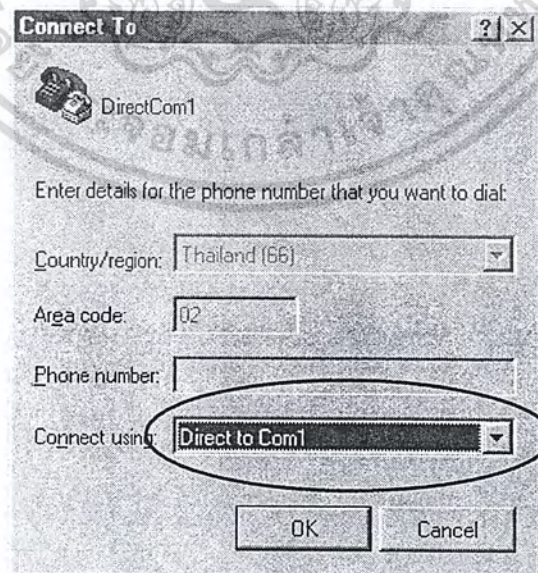 Connect To
DirectCom1
Enter details for the phone number that you want to dial:
Country/region: Thailand (66)
Area code: 02
Phone number:
Connect using: Direct to Com1
OK Cancel